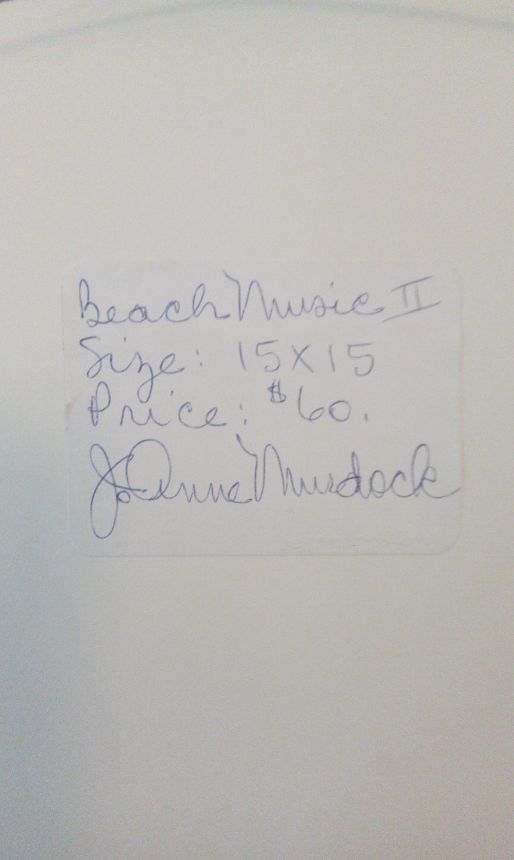 Beach Music II
Size: 15X15
Price: $60.
JoAnne Murdock